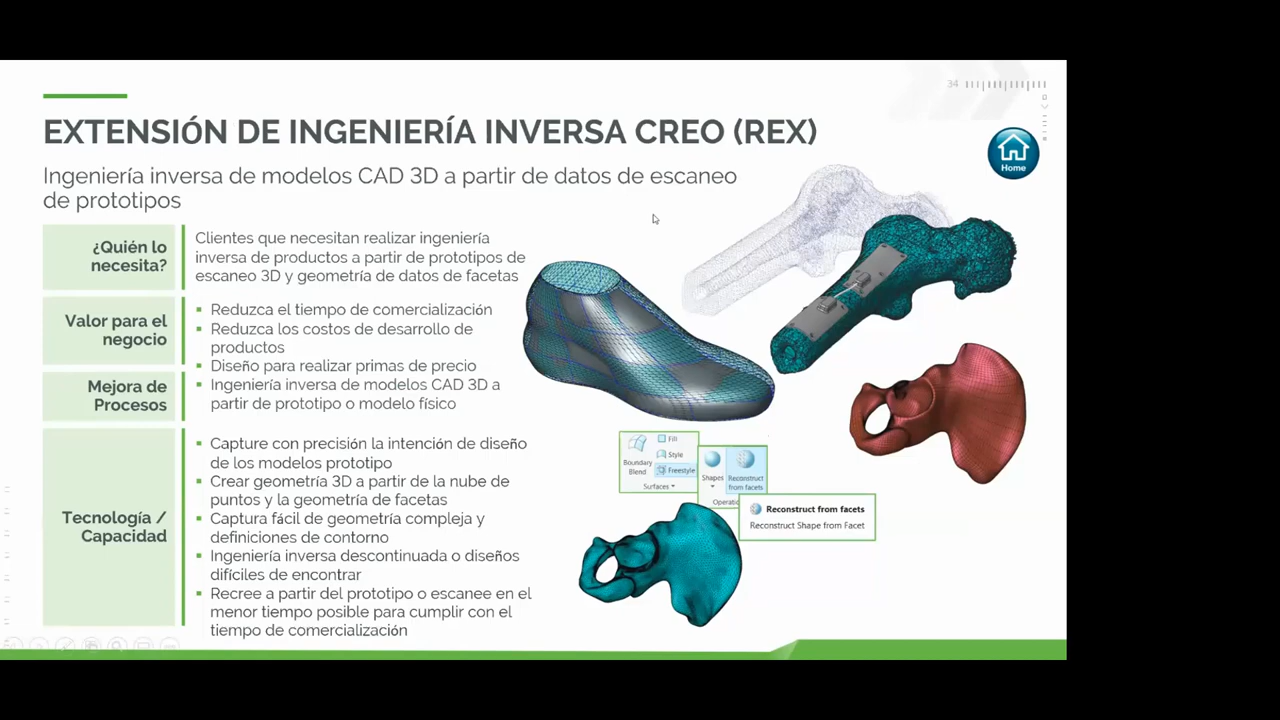 34
EXTENSIÓN DE INGENIERÍA INVERSA CREO (REX)
Home
Ingeniería inversa de modelos CAD 3D a partir de datos de escaneo
de prototipos
¿Quién lo
necesita?
Clientes que necesitan realizar ingeniería
inversa de productos a partir de prototipos de
escaneo 3D y geometría de datos de facetas
Valor para el
negocio
Mejora de
Procesos
▪ Reduzca el tiempo de comercialización
▪ Reduzca los costos de desarrollo de
productos
▪ Diseño para realizar primas de precio
▪ Ingeniería inversa de modelos CAD 3D a
partir de prototipo o modelo físico
Tecnología /
Capacidad
▪ Capture con precisión la intención de diseño
de los modelos prototipo
▪ Crear geometría 3D a partir de la nube de
puntos y la geometría de facetas
▪ Captura fácil de geometría compleja y
definiciones de contorno
▪ Ingeniería inversa descontinuada o diseños
difíciles de encontrar
▪ Recree a partir del prototipo o escanee en el
menor tiempo posible para cumplir con el
tiempo de comercialización
Boundary
Blend
Fill
Style
Freestyle
Surfaces
Shapes
Reconstruct
from facets
Operatio
Reconstruct from facets
Reconstruct Shape from Facet